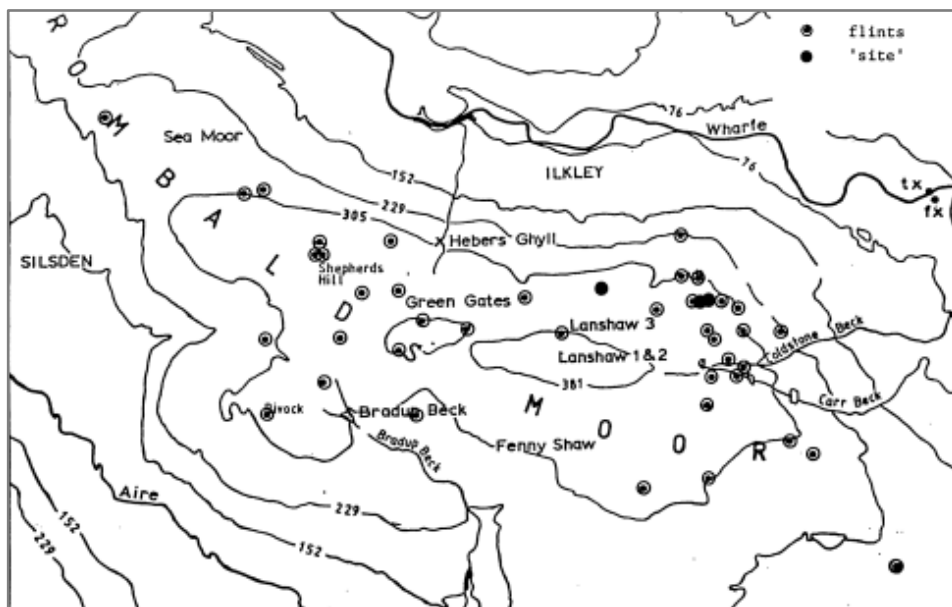 flints
'site'
R O M B A L D
M O O R
Sea Moor
76
Wharfe
152
ILKLEY
76
tx
fx
229
305
Hebers Ghyll
SILSDEN
Shepherds
Hill
Green Gates
Lanshaw 3
Lanshaw 1&2
Coldstone Beck
381
Carr Beck
Rivock
Bradup Beck
Bradup Beck
Fenny Shaw
Aire
229
152
152
229